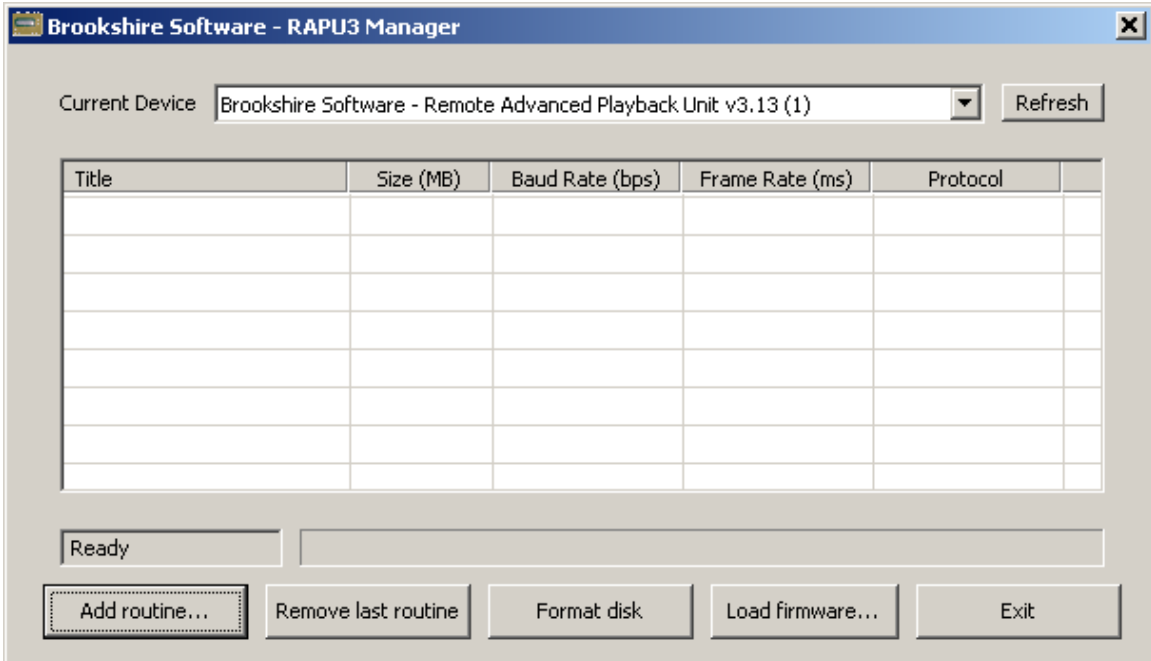 Brookshire Software - RAPU3 Manager
Current Device Brookshire Software - Remote Advanced Playback Unit v3.13 (1) Refresh
Title Size (MB) Baud Rate (bps) Frame Rate (ms) Protocol
Ready
Add routine... Remove last routine Format disk Load firmware... Exit